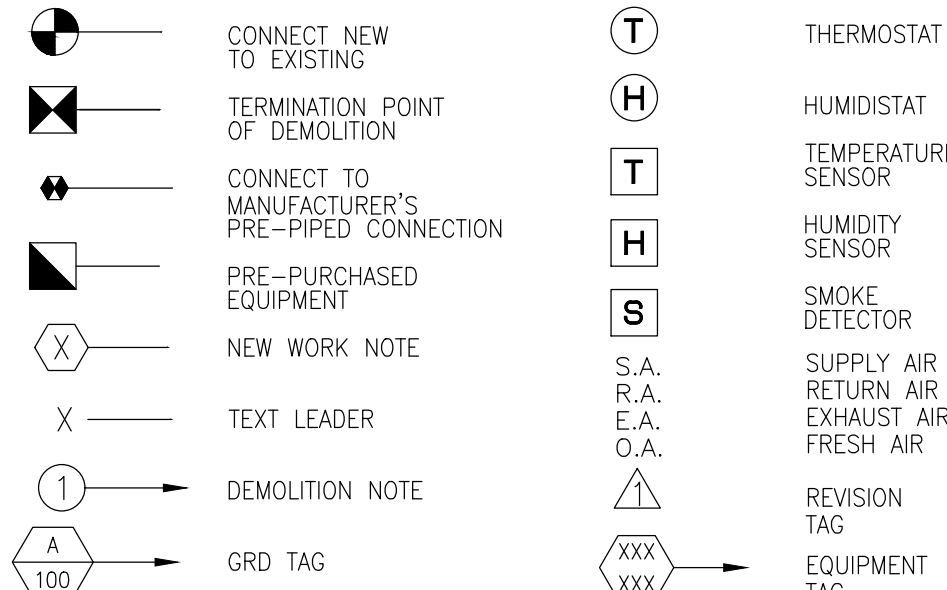 CONNECT NEW
TO EXISTING
TERMINATION POINT
OF DEMOLITION
CONNECT TO
MANUFACTURER'S
PRE-PIPED CONNECTION
PRE-PURCHASED
EQUIPMENT
X
NEW WORK NOTE
X
TEXT LEADER
1
DEMOLITION NOTE
A
100
GRD TAG
T
THERMOSTAT
H
HUMIDISTAT
T
TEMPERATURE
SENSOR
H
HUMIDITY
SENSOR
S
SMOKE
DETECTOR
S.A.
SUPPLY AIR
R.A.
RETURN AIR
E.A.
EXHAUST AIR
O.A.
FRESH AIR
1
REVISION
TAG
XXX
XXX
EQUIPMENT
TAG